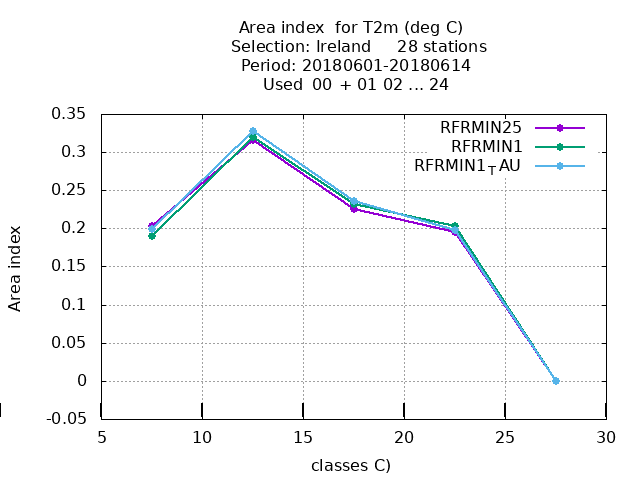 Area index  for T2m (deg C)
Selection: Ireland     28 stations
Period: 20180601-20180614
Used  00  + 01 02 ... 24
0.35
0.3
0.25
0.2
0.15
0.1
0.05
0
-0.05
Area index
RFRMIN25
RFRMIN1
RFRMIN1_TAU
5
10
15
20
25
30
classes C)